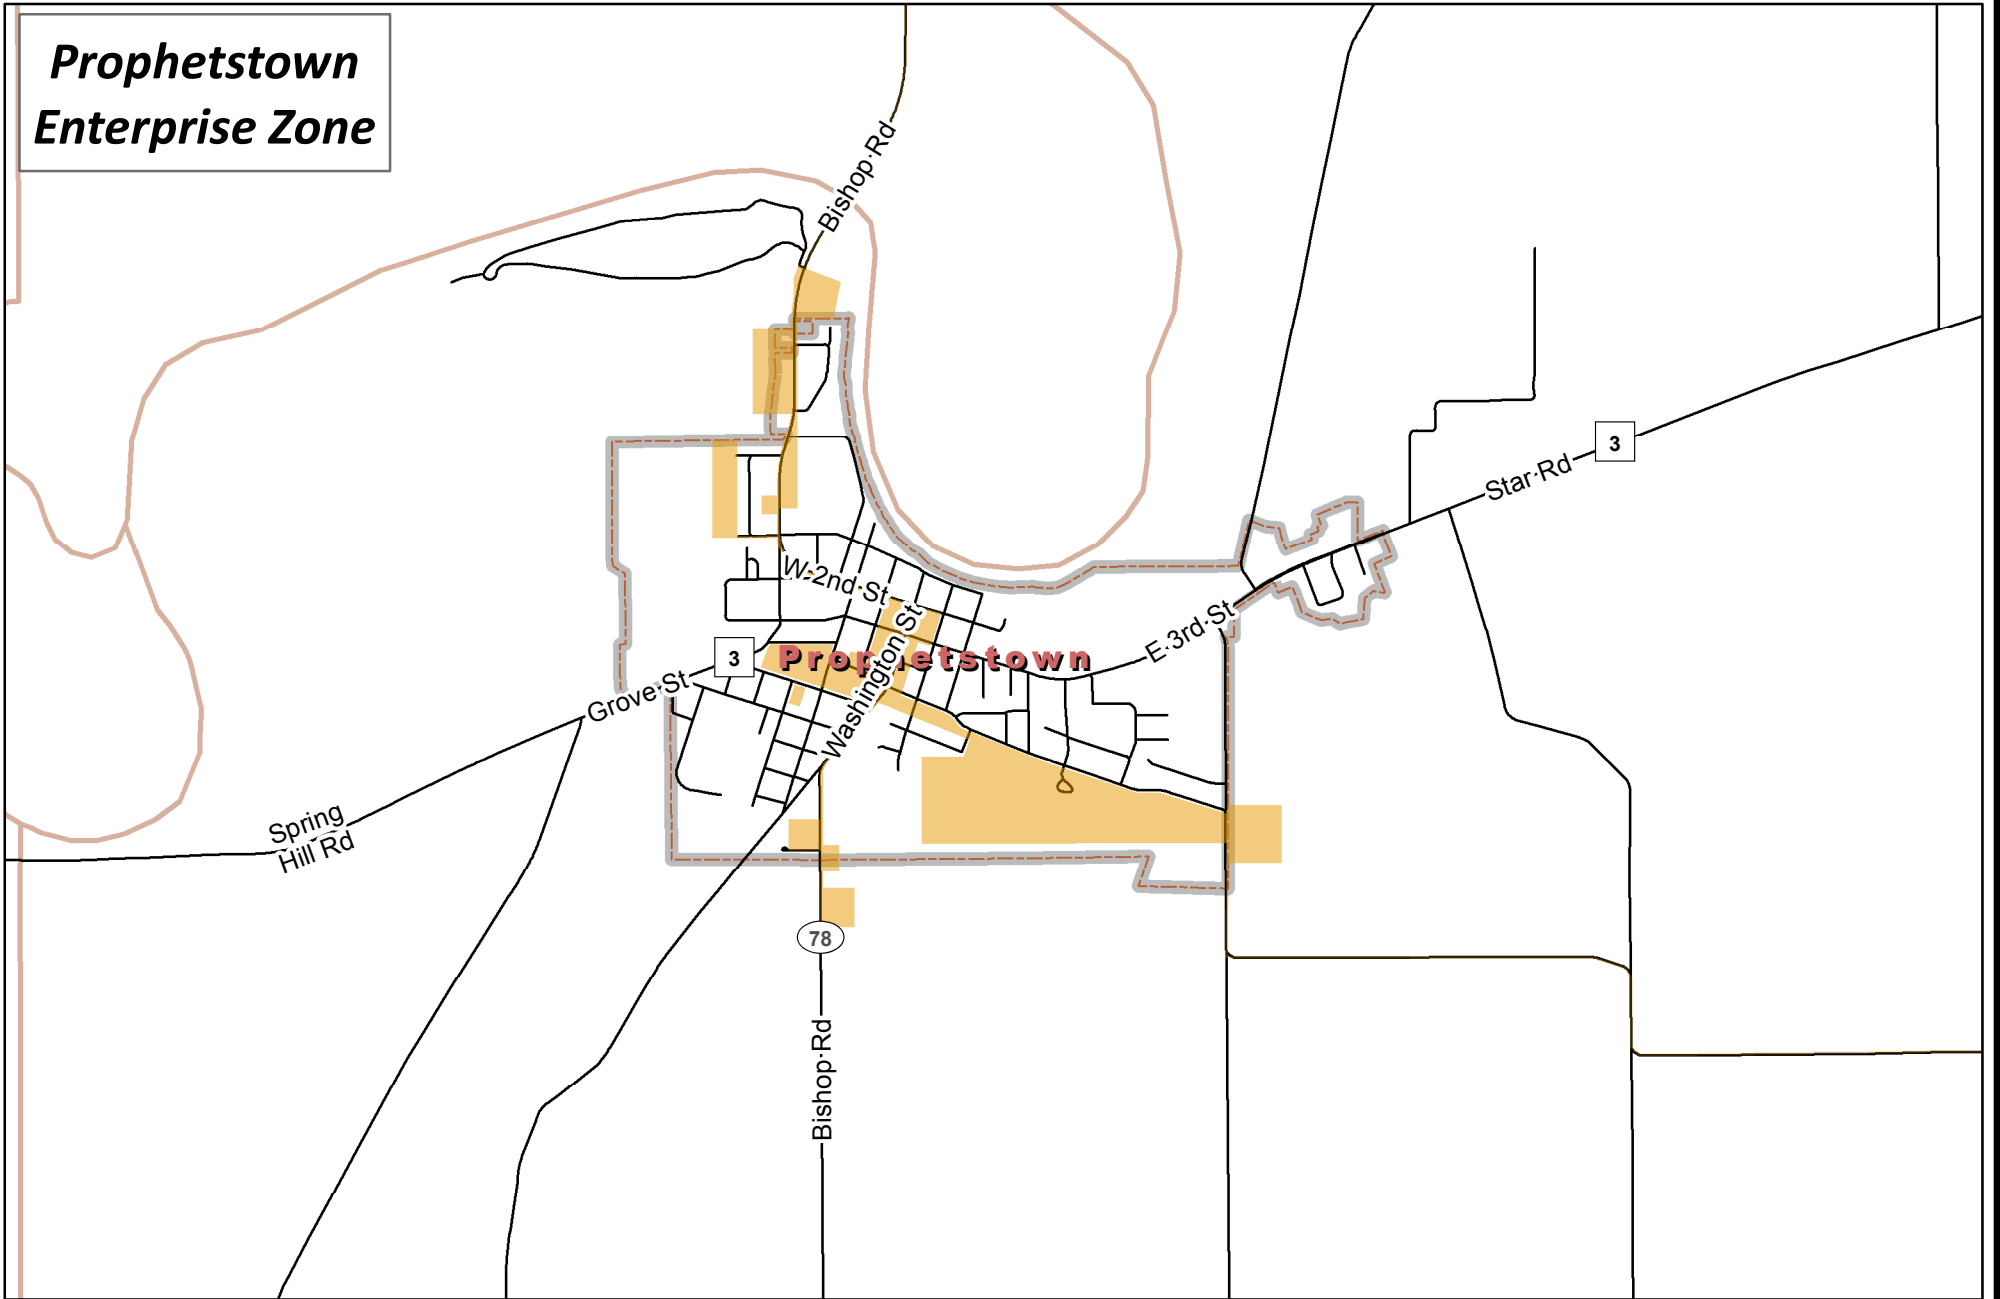 Prophetstown
Enterprise Zone
Bishop Rd
3
Star Rd
W 2nd St
E 3rd St
3
Prophetstown
Washington St
Grove St
Spring
Hill Rd
78
Bishop Rd